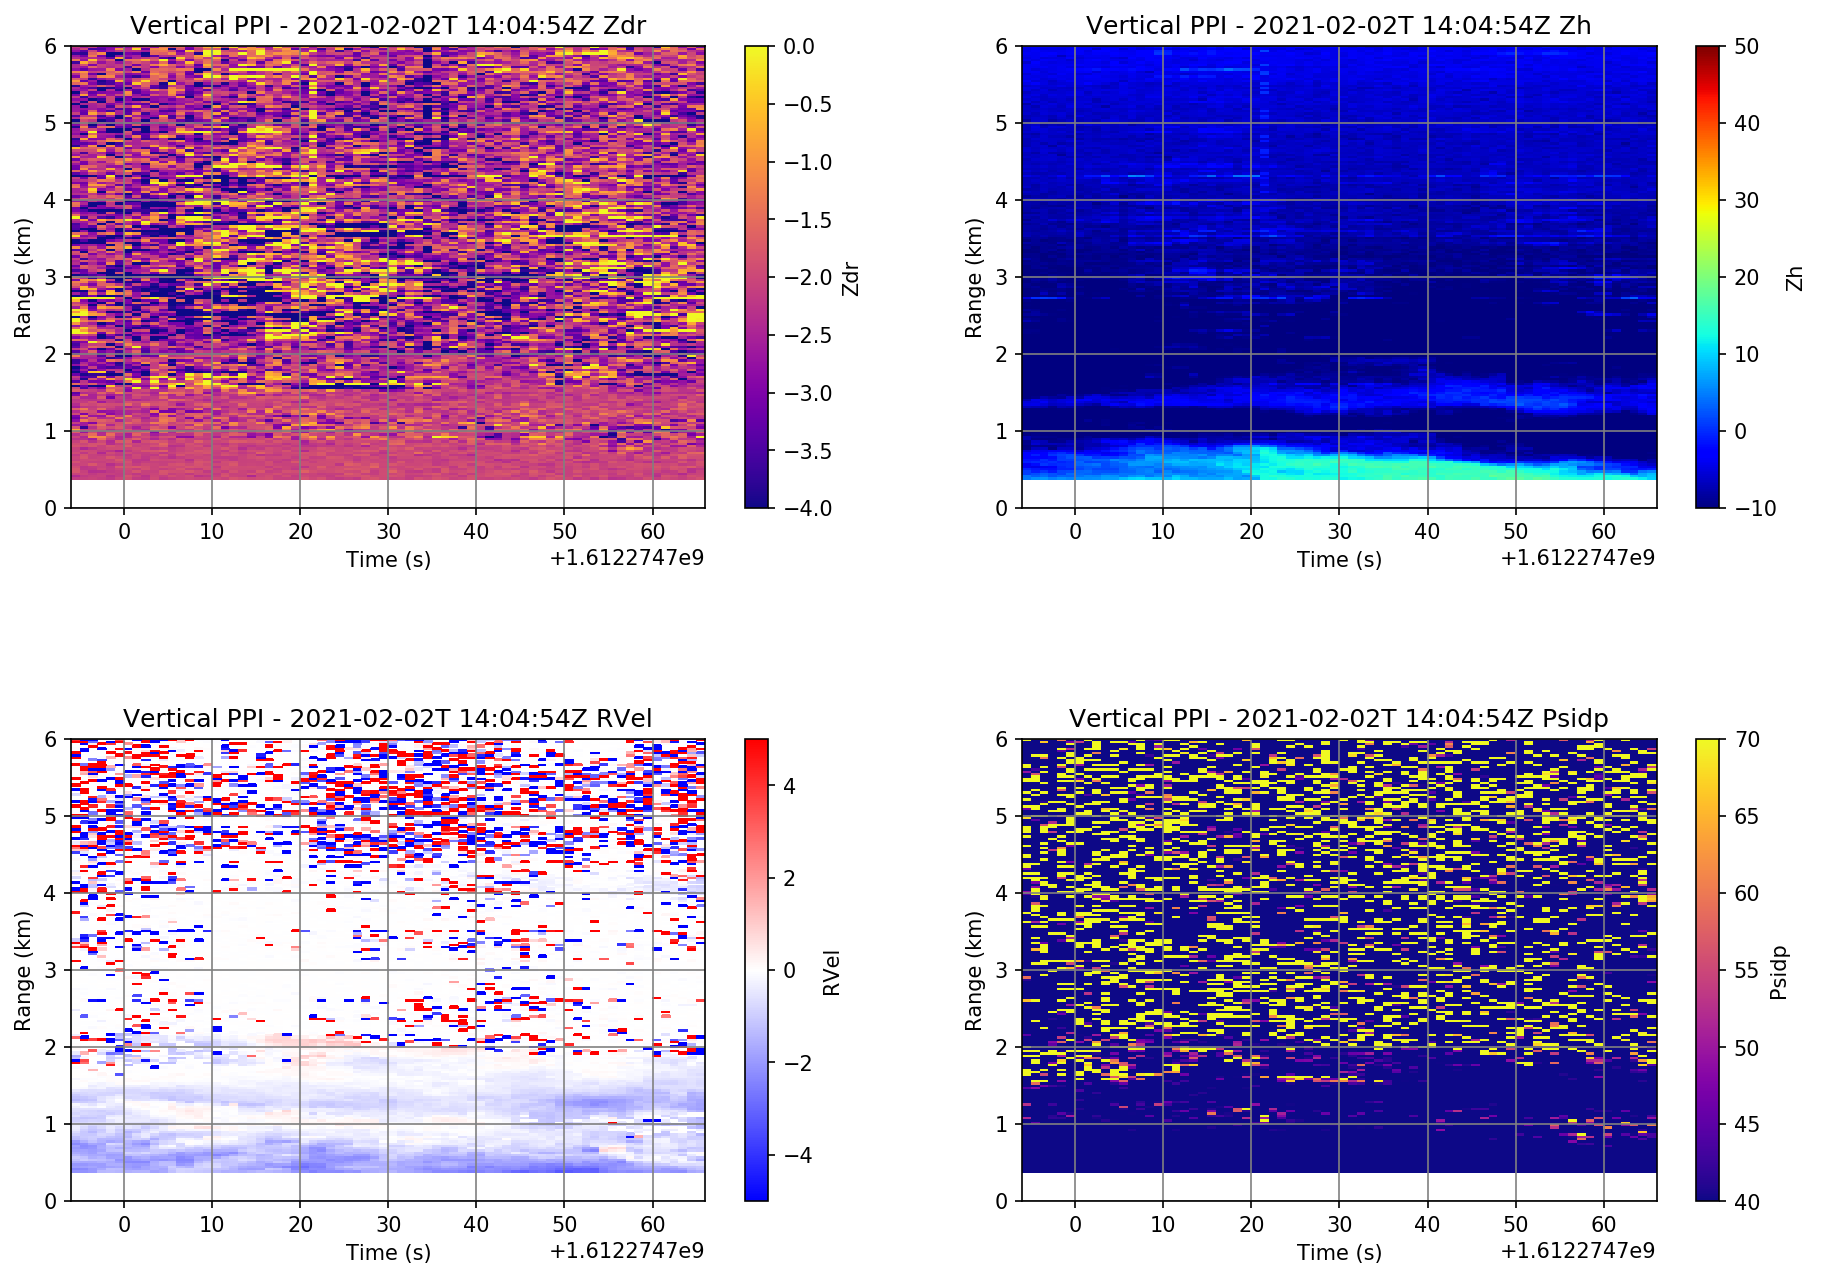 Vertical PPI - 2021-02-02T 14:04:54Z Zdr
6
5
4
3
2
1
0
Range (km)
0 10 20 30 40 50 60
Time (s)
+1.6122747e9
0.0
−0.5
−1.0
−1.5
−2.0
−2.5
−3.0
−3.5
−4.0
Zdr
Vertical PPI - 2021-02-02T 14:04:54Z Zh
6
5
4
3
2
1
0
Range (km)
0 10 20 30 40 50 60
Time (s)
+1.6122747e9
50
40
30
20
10
0
−10
Zh
Vertical PPI - 2021-02-02T 14:04:54Z RVel
6
5
4
3
2
1
0
Range (km)
0 10 20 30 40 50 60
Time (s)
+1.6122747e9
4
2
0
−2
−4
RVel
Vertical PPI - 2021-02-02T 14:04:54Z Psidp
6
5
4
3
2
1
0
Range (km)
0 10 20 30 40 50 60
Time (s)
+1.6122747e9
70
65
60
55
50
45
40
Psidp